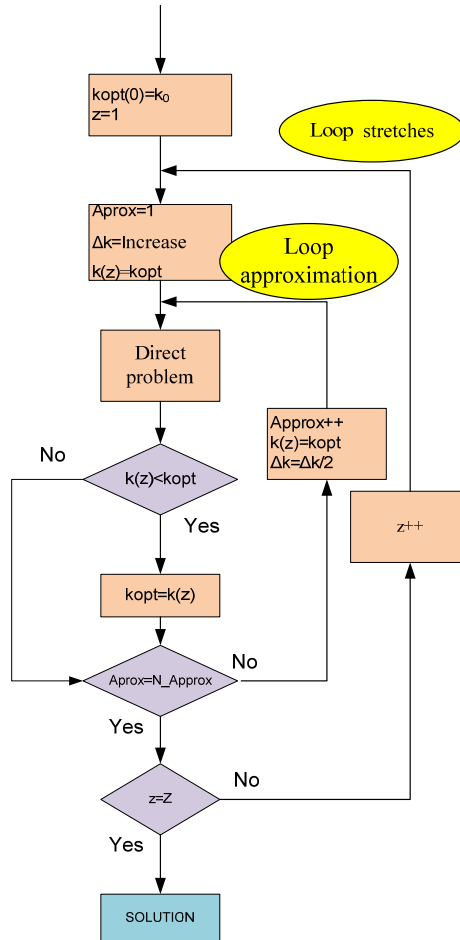 kopt(0)=k₀
z=1
Loop stretches
Aprox=1
Δk=Increase
k(z)=kopt
Loop
approximation
Direct
problem
Approx++
k(z)=kopt
Δk=Δk/2
No
k(z)<kopt
Yes
z++
kopt=k(z)
Aprox=N_Approx
No
Yes
z=Z
No
Yes
SOLUTION